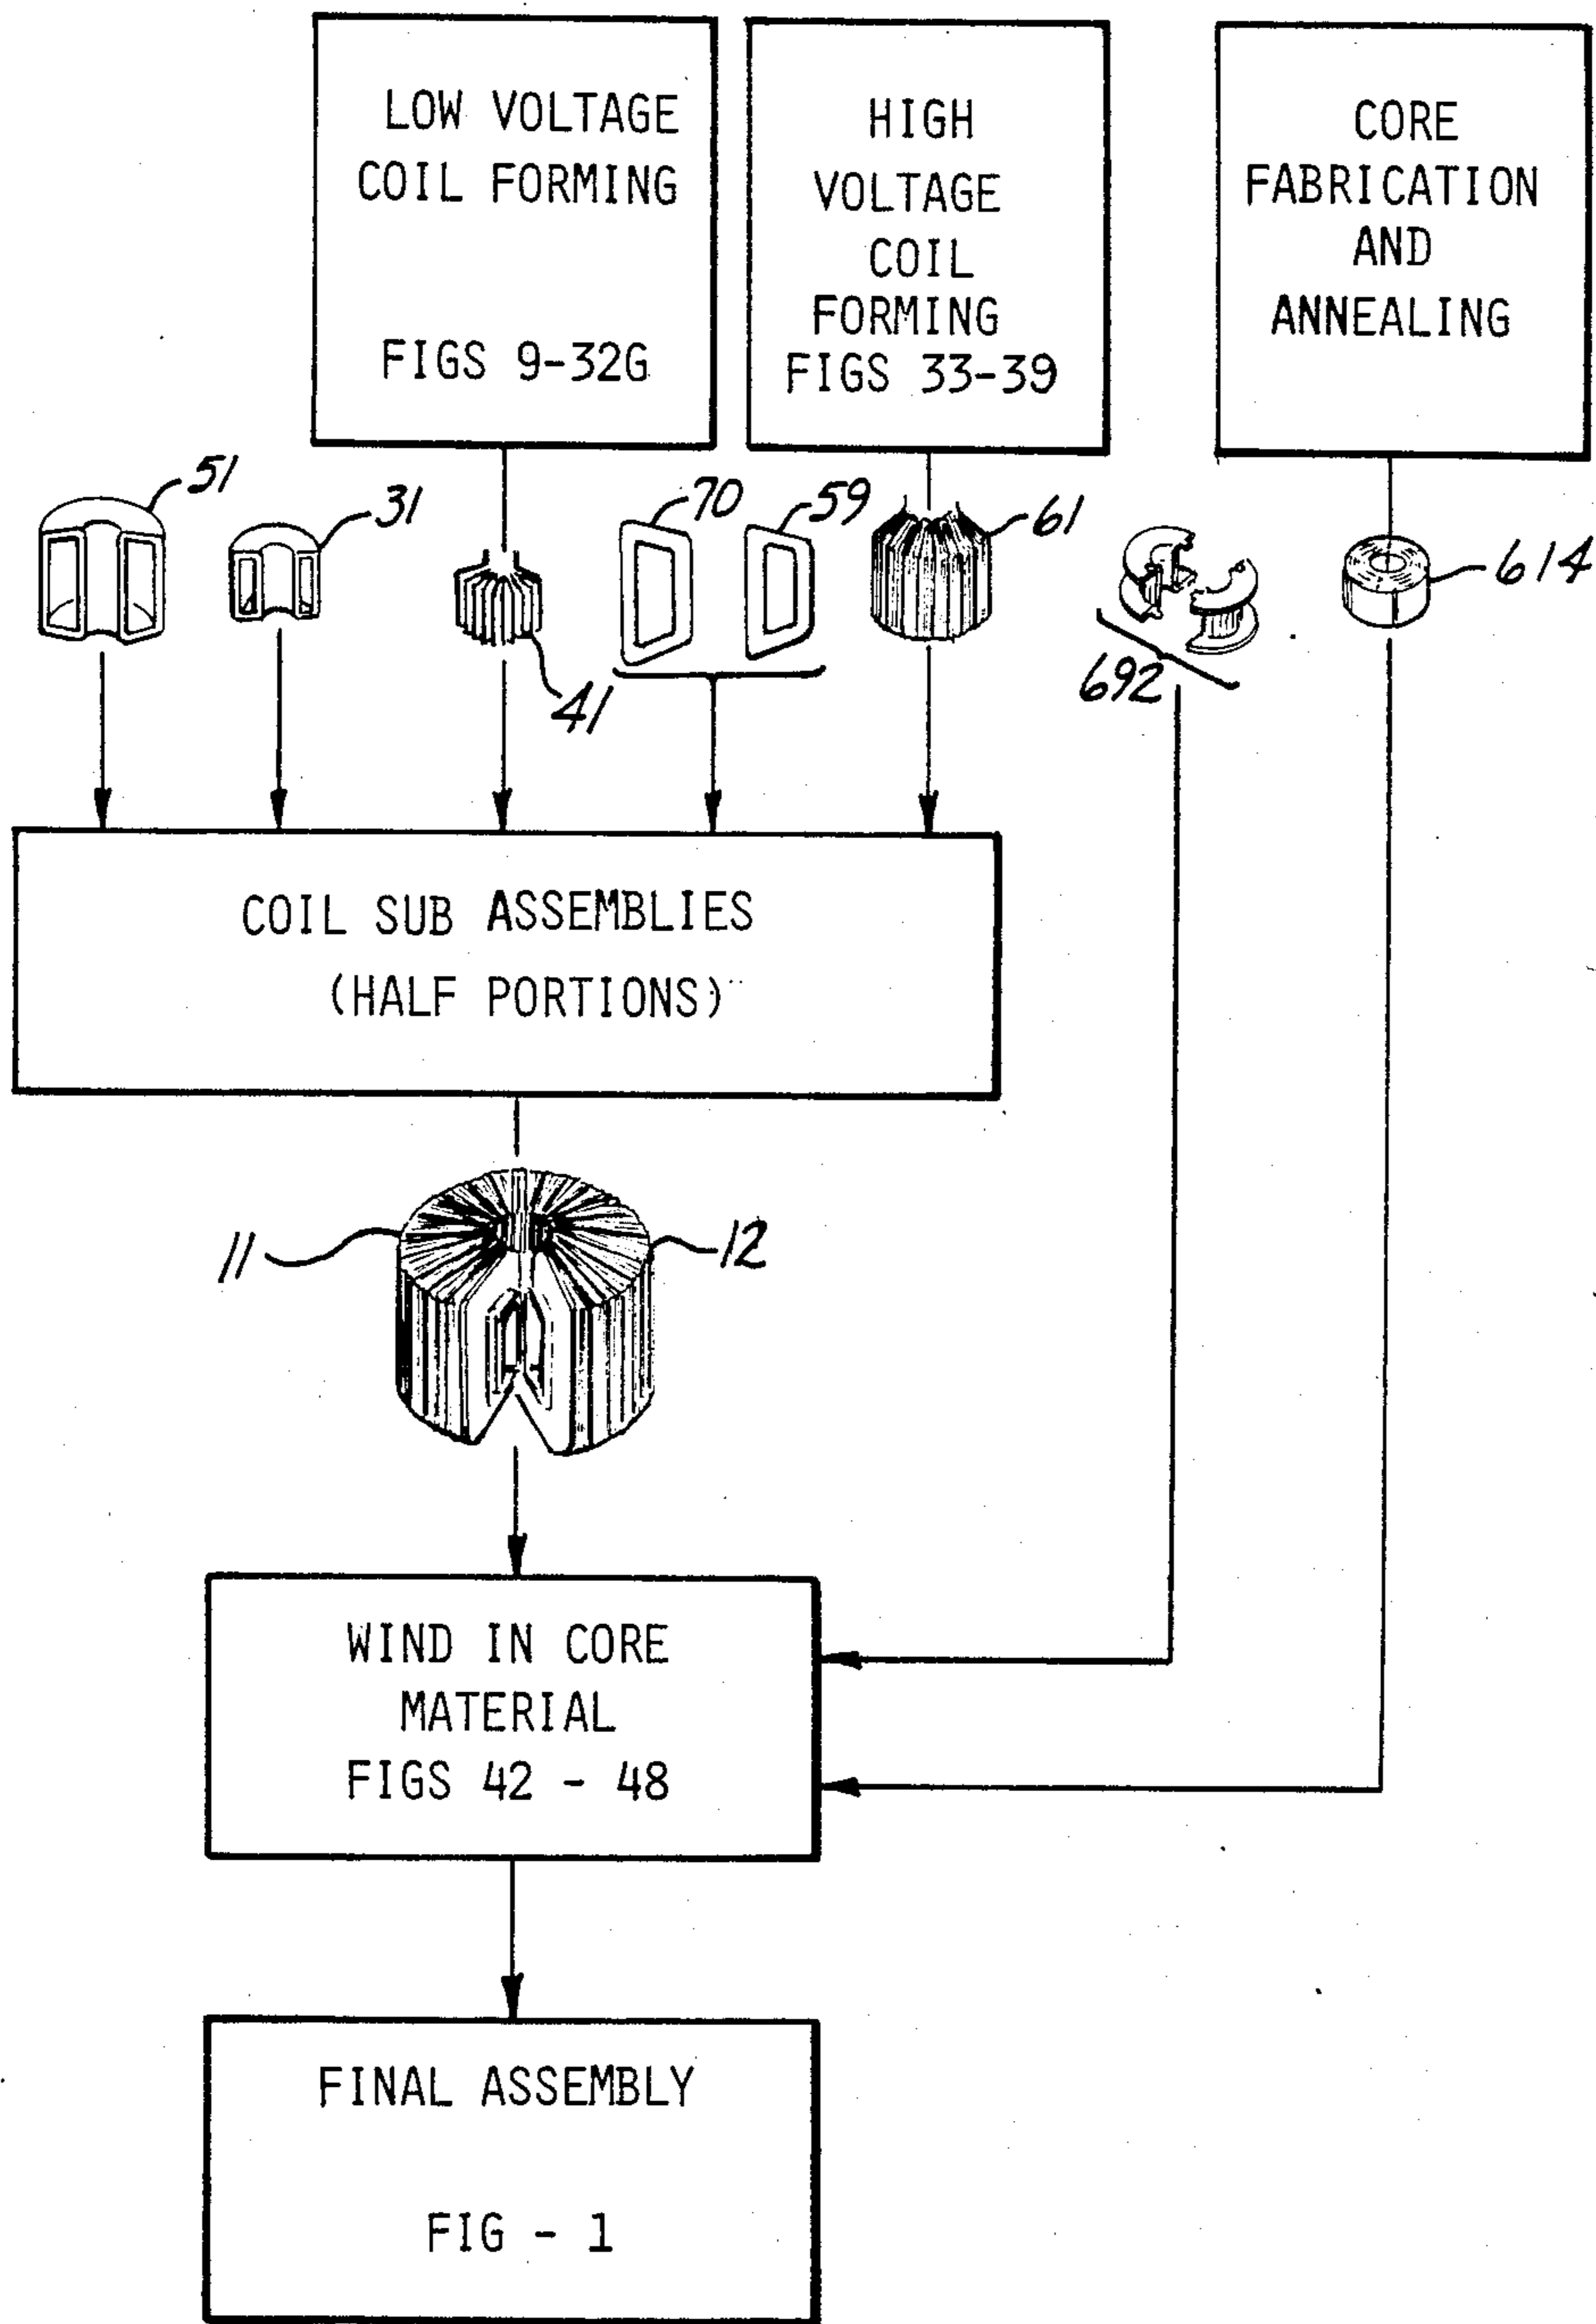 LOW VOLTAGE
COIL FORMING
FIGS 9-32G
HIGH
VOLTAGE
COIL
FORMING
FIGS 33-39
CORE
FABRICATION
AND
ANNEALING
51
31
41
70
59
61
692
614
COIL SUB ASSEMBLIES
(HALF PORTIONS)
11
12
WIND IN CORE
MATERIAL
FIGS 42 - 48
FINAL ASSEMBLY
FIG - 1